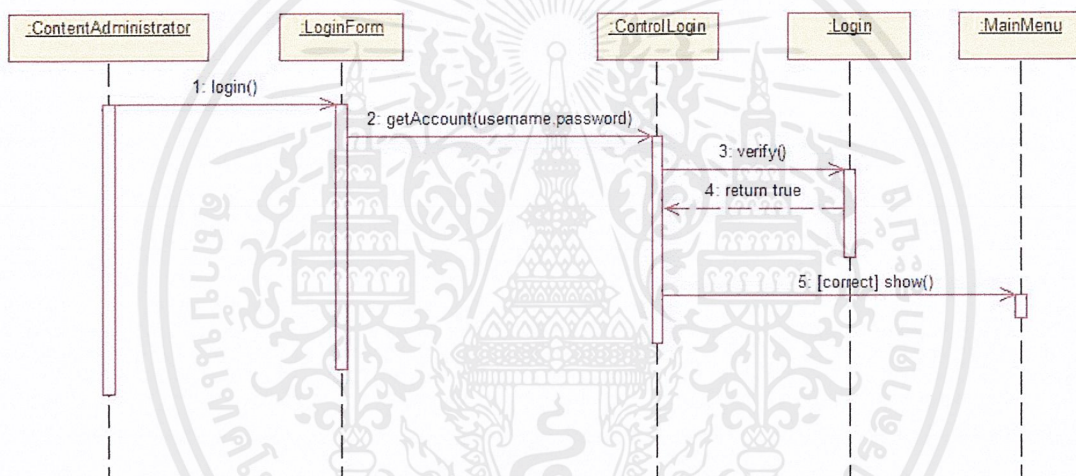 :ContentAdministrator
:LoginForm
:ControlLogin
:Login
:MainMenu
1: login()
2: getAccount(username,password)
3: verify()
4: return true
5: [correct] show()